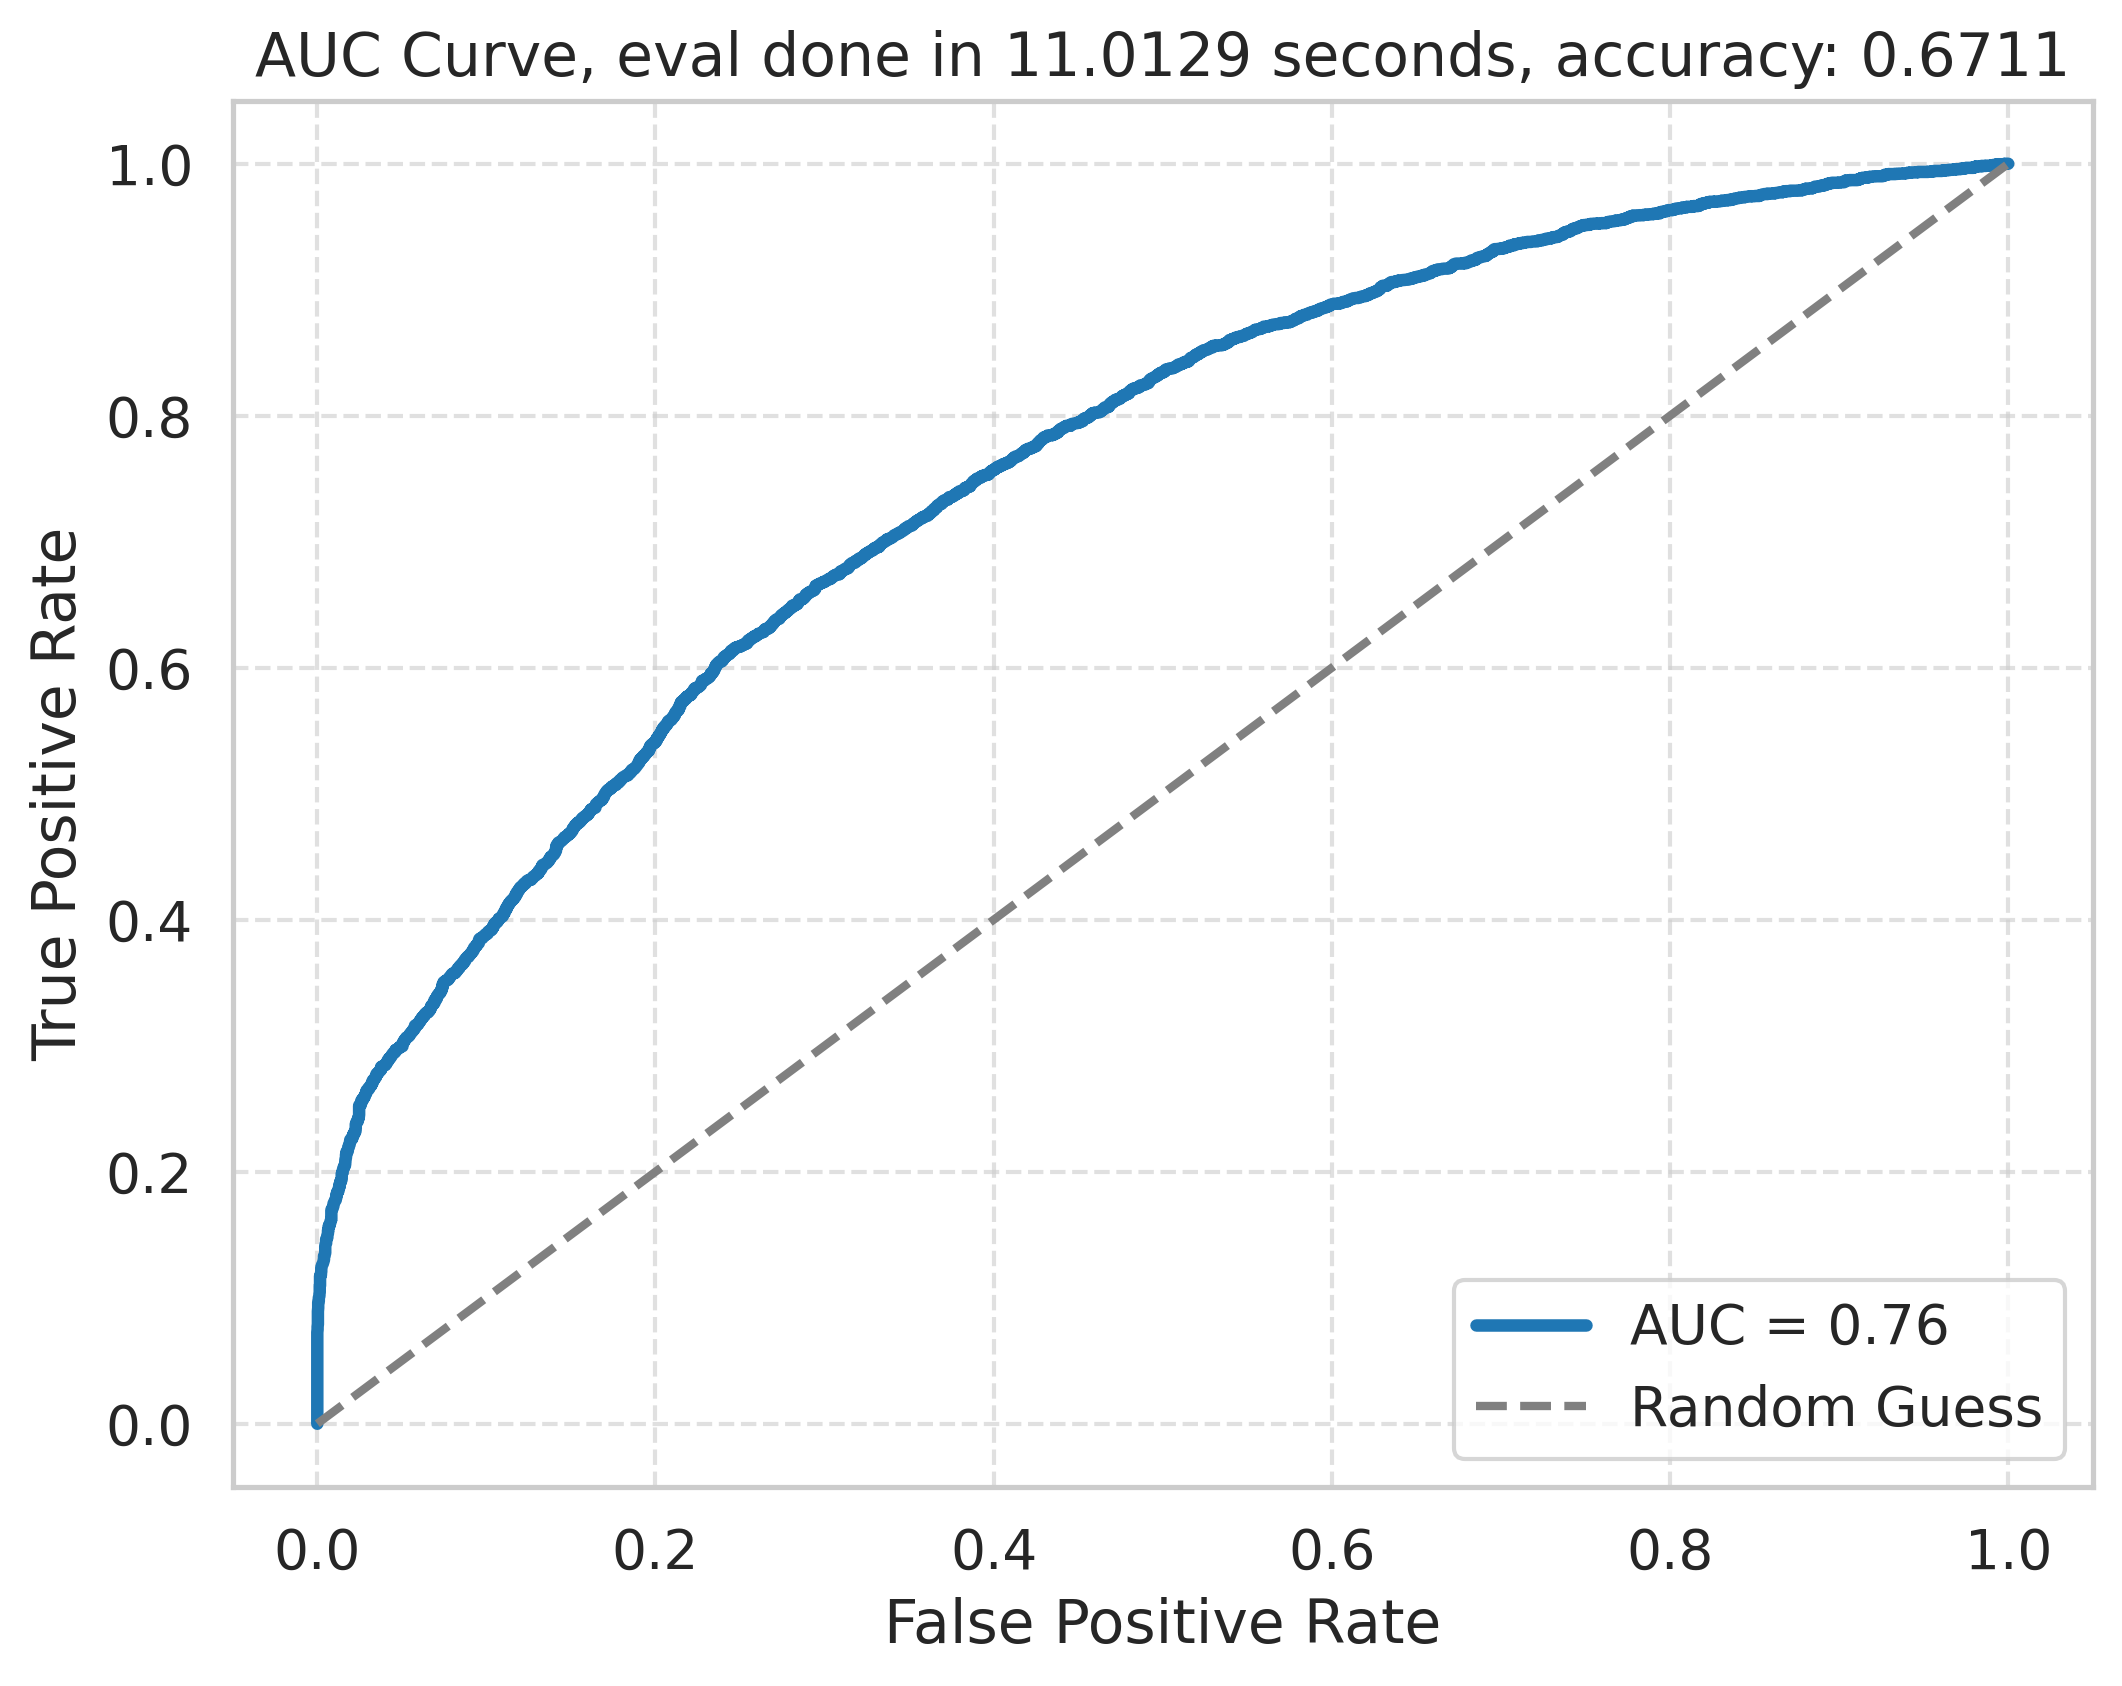 AUC Curve, eval done in 11.0129 seconds, accuracy: 0.6711
True Positive Rate
1.0
0.8
0.6
0.4
0.2
0.0
AUC = 0.76
Random Guess
0.0 0.2 0.4 0.6 0.8 1.0
False Positive Rate